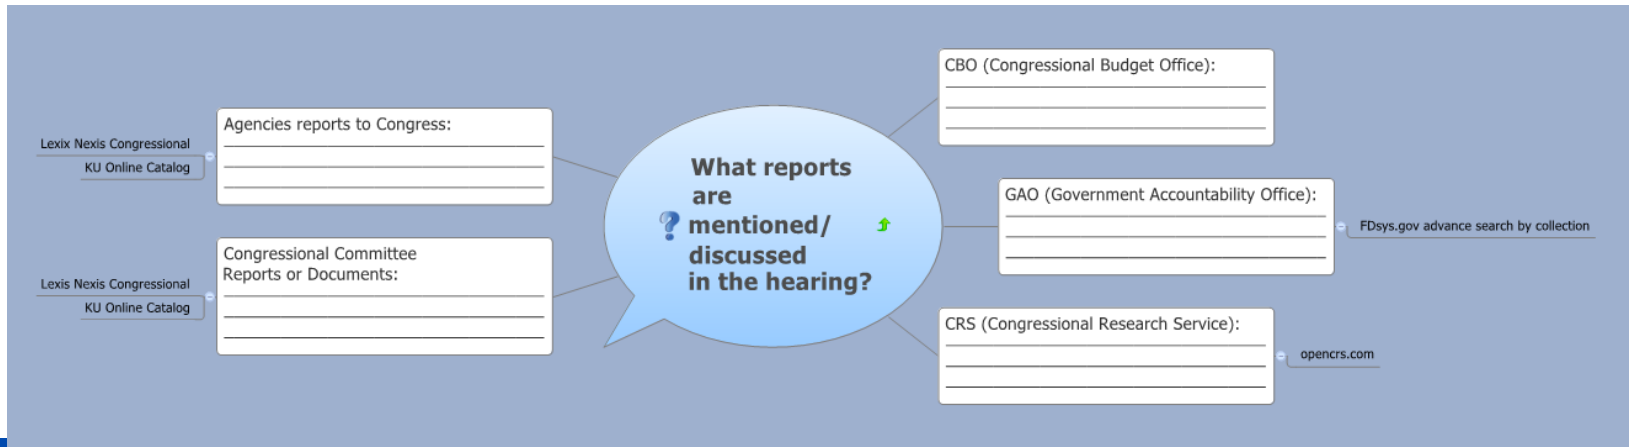 Agencies reports to Congress:
Lexix Nexis Congressional
KU Online Catalog
Congressional Committee
Reports or Documents:
Lexis Nexis Congressional
KU Online Catalog
What reports
are
mentioned/
discussed
in the hearing?
CBO (Congressional Budget Office):
GAO (Government Accountability Office):
FDsys.gov advance search by collection
CRS (Congressional Research Service):
opencrs.com